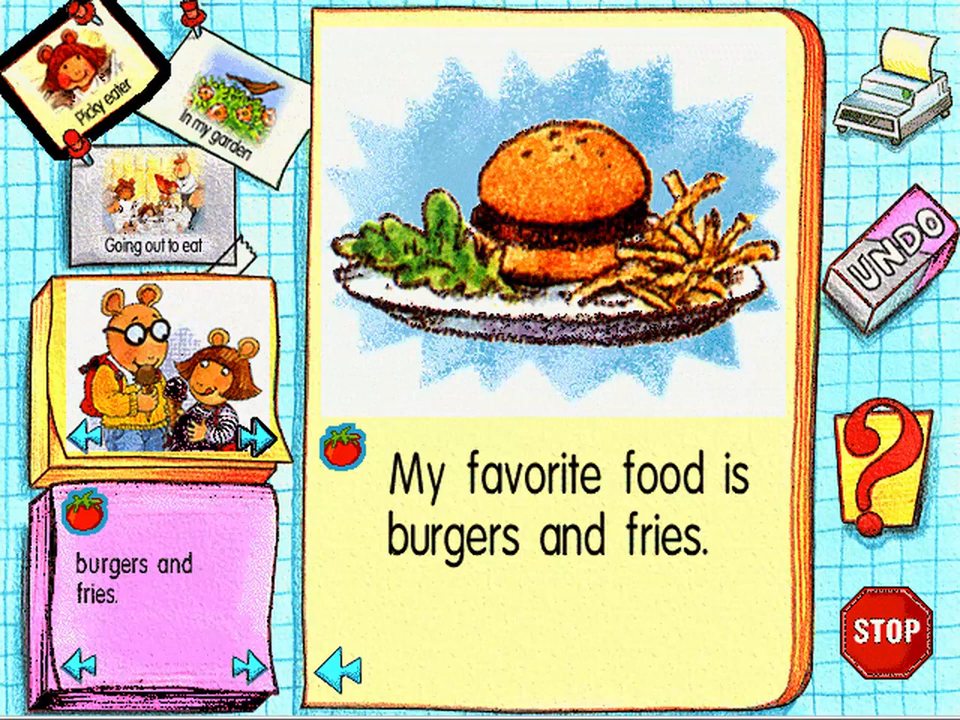 Picky eater
In my garden
Going out to eat
burgers and
fries.
My favorite food is
burgers and fries.
UNDO
?
STOP